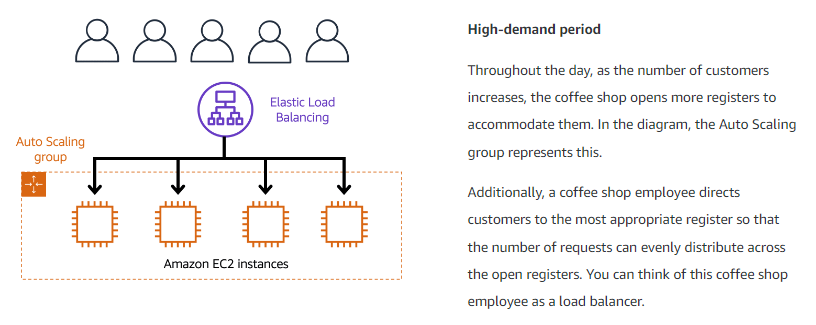 Elastic Load
Balancing
Auto Scaling
group
Amazon EC2 instances
High-demand period
Throughout the day, as the number of customers
increases, the coffee shop opens more registers to
accommodate them. In the diagram, the Auto Scaling
group represents this.
Additionally, a coffee shop employee directs
customers to the most appropriate register so that
the number of requests can evenly distribute across
the open registers. You can think of this coffee shop
employee as a load balancer.